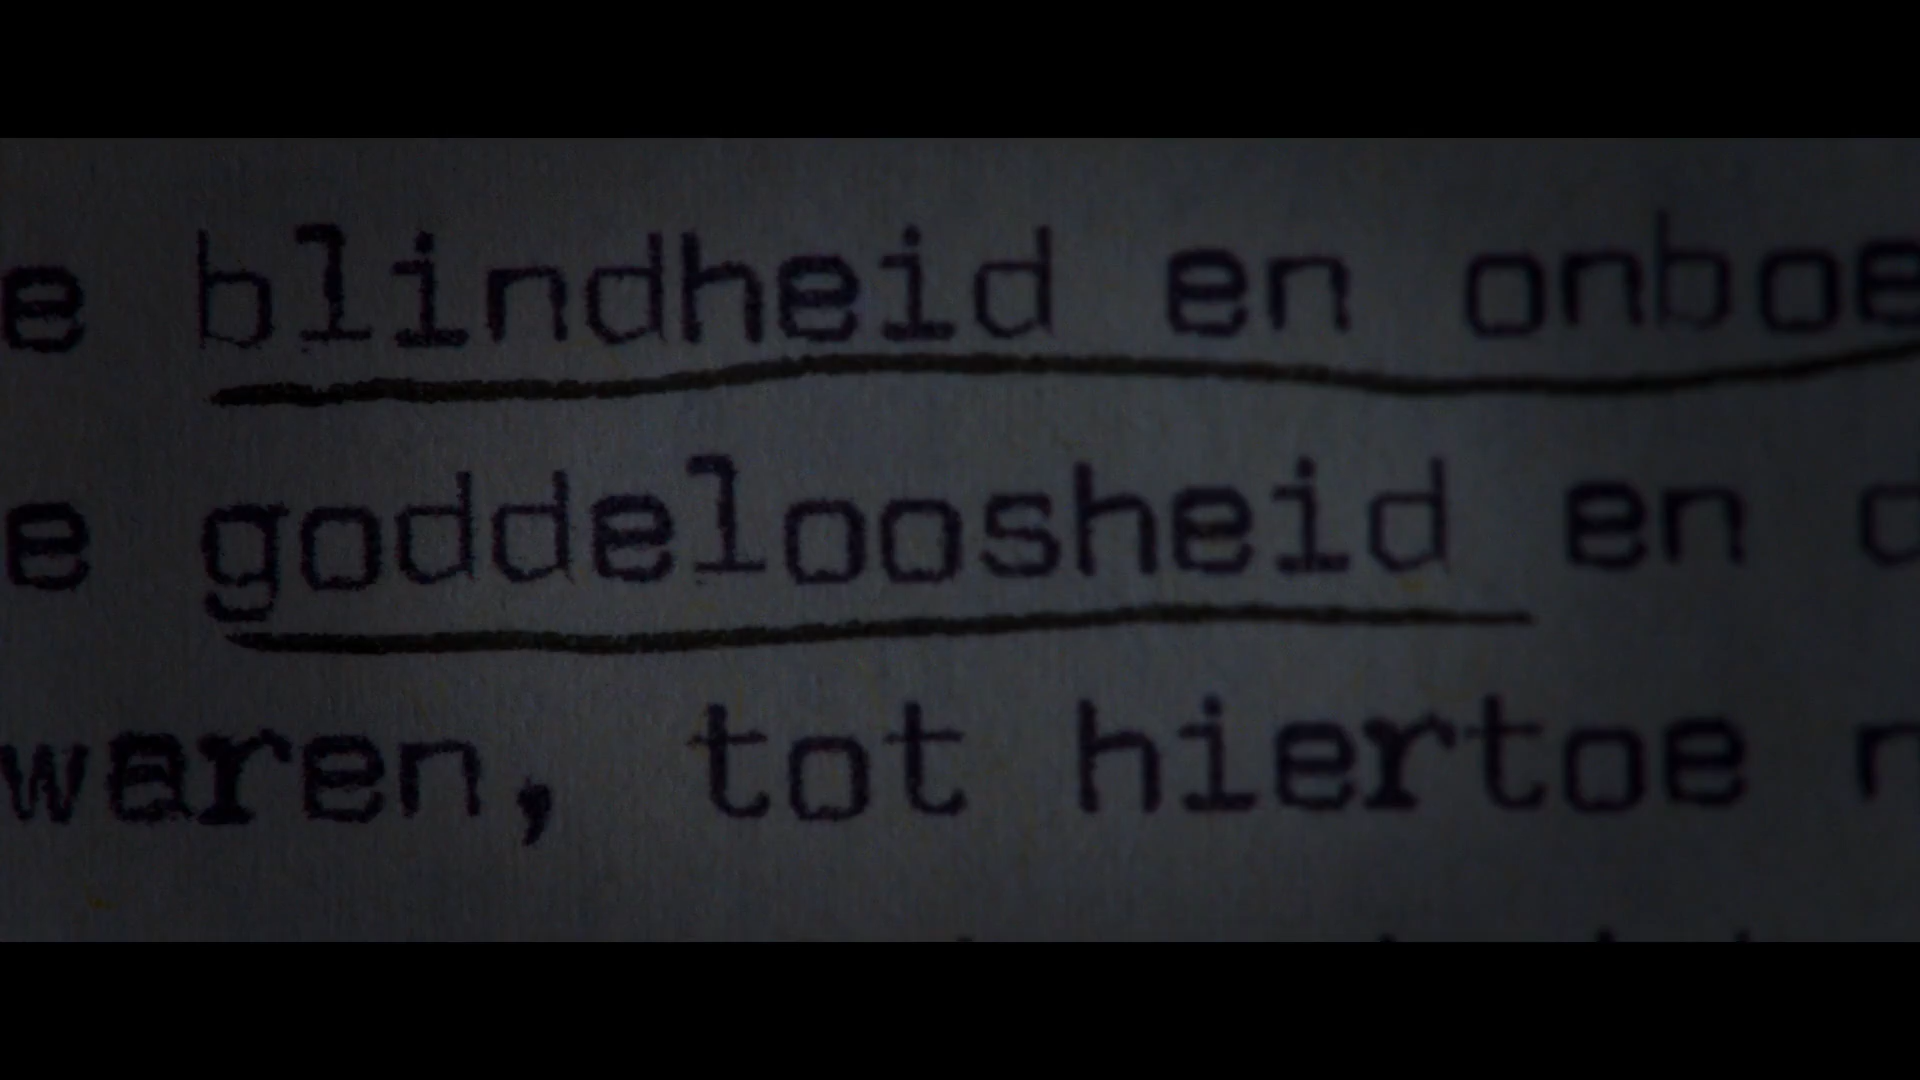 e blindheid en onboe
e goddeloosheid en
waren, tot hiertoe